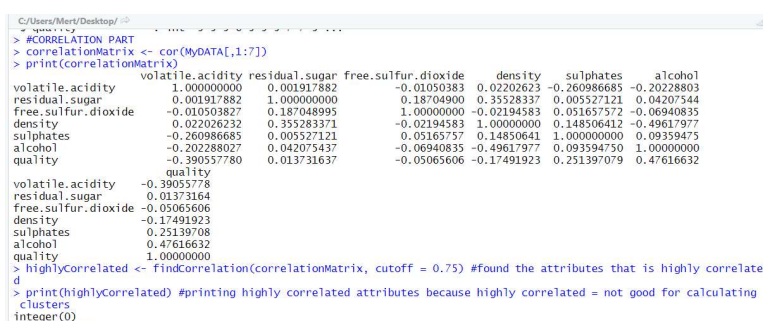 C:/Users/Mert/Desktop/
> #CORRELATION PART
> correlationMatrix <- cor(MyDATA[,1:7])
> print(correlationMatrix)
volatile.acidity residual.sugar free.sulfur.dioxide density sulphates alcohol
volatile.acidity 1.000000000 0.001917882 -0.01050383 0.02202623 -0.260986685 -0.20228803
residual.sugar 0.001917882 1.000000000 0.18704900 0.35528337 0.005527121 0.04207544
free.sulfur.dioxide -0.010503827 0.187048995 1.00000000 -0.02194583 0.051657572 -0.06940835
density 0.022026232 0.355283371 -0.02194583 1.00000000 0.148506412 -0.49617977
sulphates -0.260986685 0.005527121 0.05165757 0.14850641 1.000000000 0.09359475
alcohol -0.202288027 0.042075437 -0.06940835 -0.49617977 0.093594750 1.00000000
quality -0.390557780 0.013731637 -0.05065606 -0.17491923 0.251397079 0.47616632
quality
volatile.acidity -0.39055778
residual.sugar 0.01373164
free.sulfur.dioxide -0.05065606
density -0.17491923
sulphates 0.25139708
alcohol 0.47616632
quality 1.00000000
> highlyCorrelated <- findCorrelation(correlationMatrix, cutoff = 0.75) #found the attributes that is highly correlate
d
> print(highlyCorrelated) #printing highly correlated attributes because highly correlated = not good for calculating
clusters
integer(0)